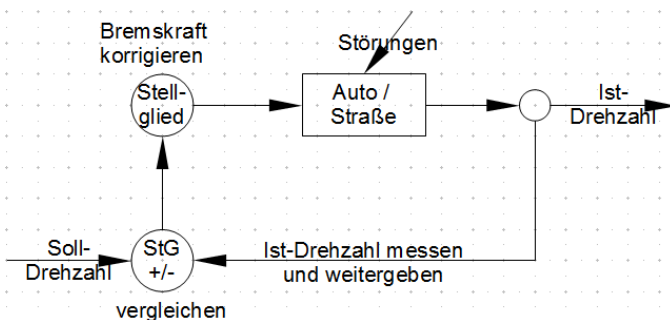 Bremskraft
korrigieren
Störungen
Stell-
glied
Auto /
Straße
Ist-
Drehzahl
Soll-
Drehzahl
StG
+/-
Ist-Drehzahl messen
und weitergeben
vergleichen